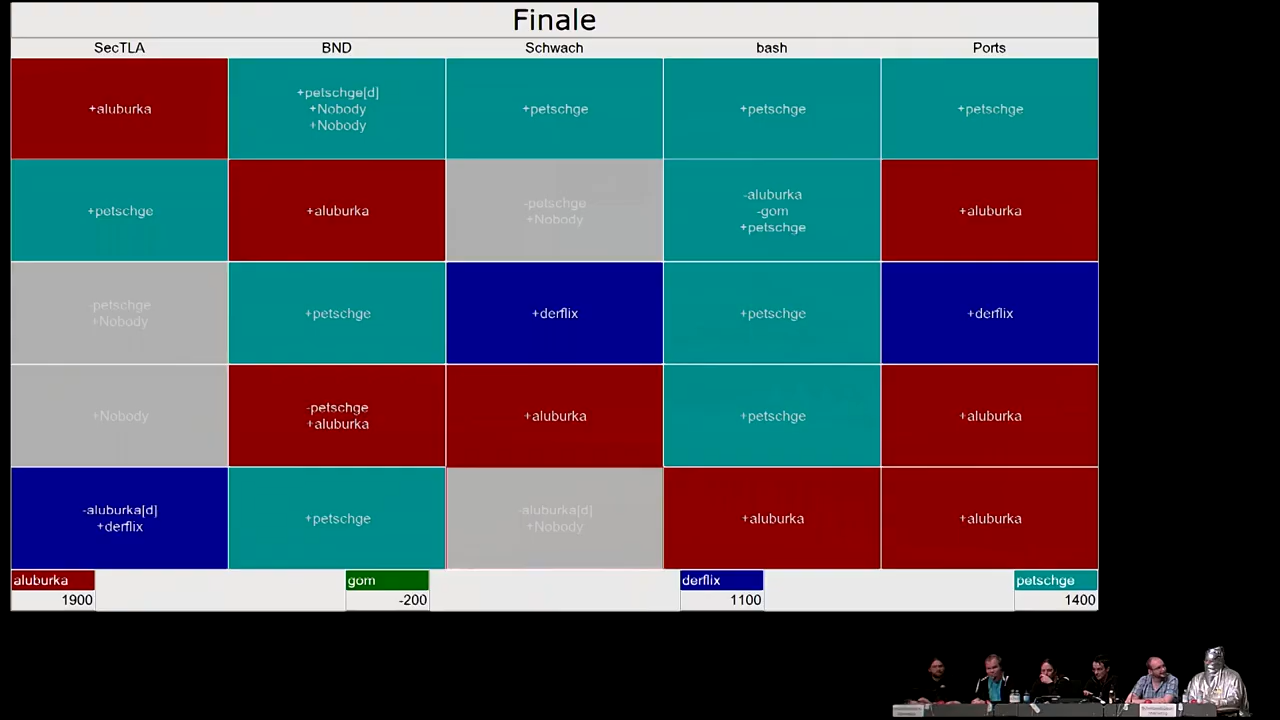 Finale
SecTLA BND Schwach bash Ports
+aluburka
+petschge[d]
+Nobody
+Nobody
+petschge
+petschge
+petschge
+petschge
+aluburka
-petschge
+Nobody
-aluburka
-gom
+petschge
+aluburka
-petschge
+Nobody
+petschge
+derflix
+petschge
+derflix
+Nobody
-petschge
+aluburka
+aluburka
+petschge
+aluburka
-aluburka[d]
+derflix
+petschge
-aluburka[d]
+Nobody
+aluburka
+aluburka
aluburka gom derflix petschge
1900 -200 1100 1400